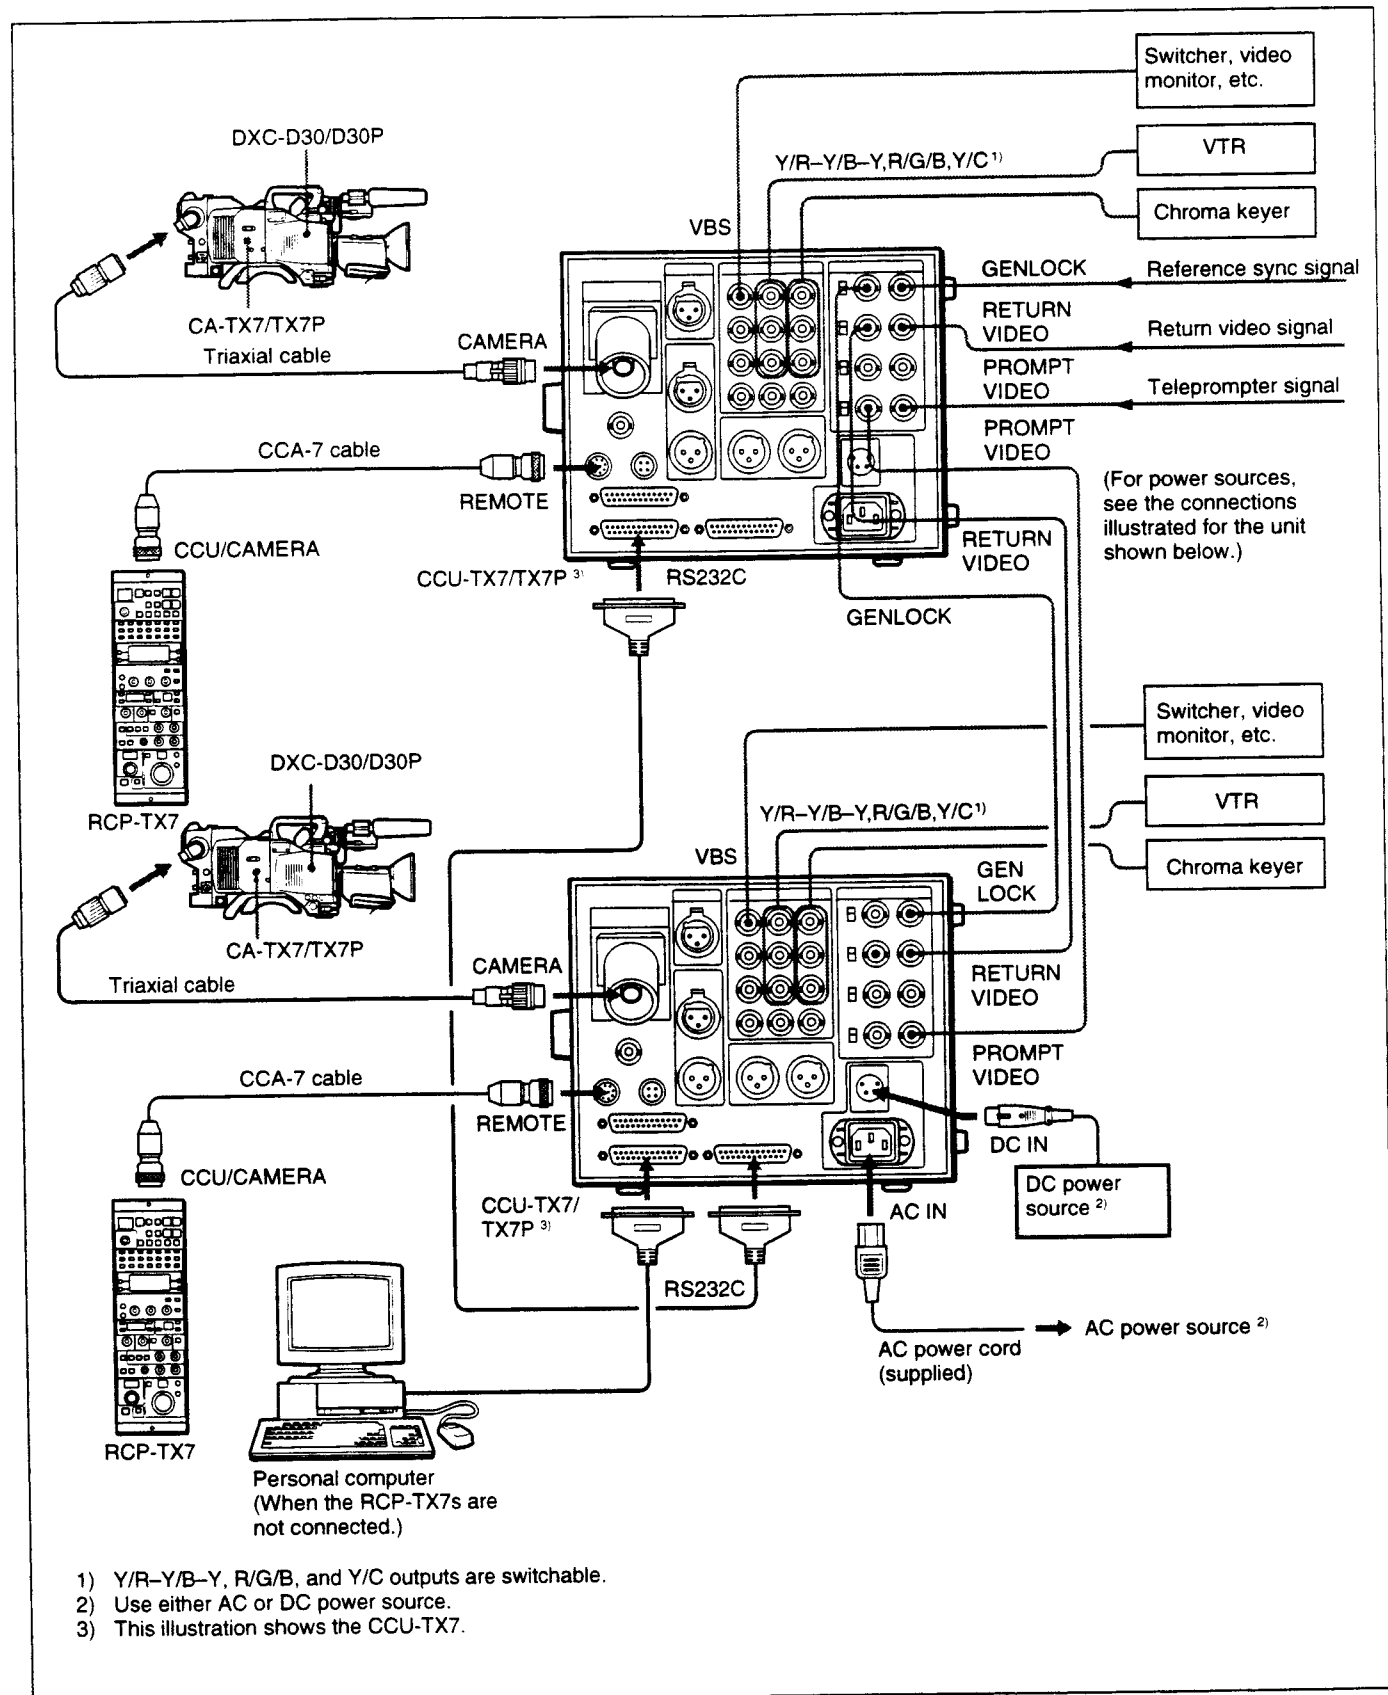 Switcher, video
monitor, etc.
DXC-D30/D30P
VTR
Y/R–Y/B–Y,R/G/B,Y/C 1)
Chroma keyer
VBS
GENLOCK
Reference sync signal
CA-TX7/TX7P
Triaxial cable
CAMERA
RETURN
VIDEO
Return video signal
PROMPT
VIDEO
Teleprompter signal
PROMPT
VIDEO
CCA-7 cable
REMOTE
(For power sources,
see the connections
illustrated for the unit
shown below.)
CCU/CAMERA
RETURN
VIDEO
CCU-TX7/TX7P 3)
RS232C
GENLOCK
RCP-TX7
Switcher, video
monitor, etc.
DXC-D30/D30P
VTR
Y/R–Y/B–Y,R/G/B,Y/C 1)
VBS
Chroma keyer
GEN
LOCK
CA-TX7/TX7P
Triaxial cable
CAMERA
RETURN
VIDEO
PROMPT
VIDEO
CCA-7 cable
REMOTE
DC IN
CCU/CAMERA
DC power
source 2)
CCU-TX7/
TX7P 3)
AC IN
RS232C
AC power source 2)
AC power cord
(supplied)
RCP-TX7
Personal computer
(When the RCP-TX7s are
not connected.)
1) Y/R–Y/B–Y, R/G/B, and Y/C outputs are switchable.
2) Use either AC or DC power source.
3) This illustration shows the CCU-TX7.